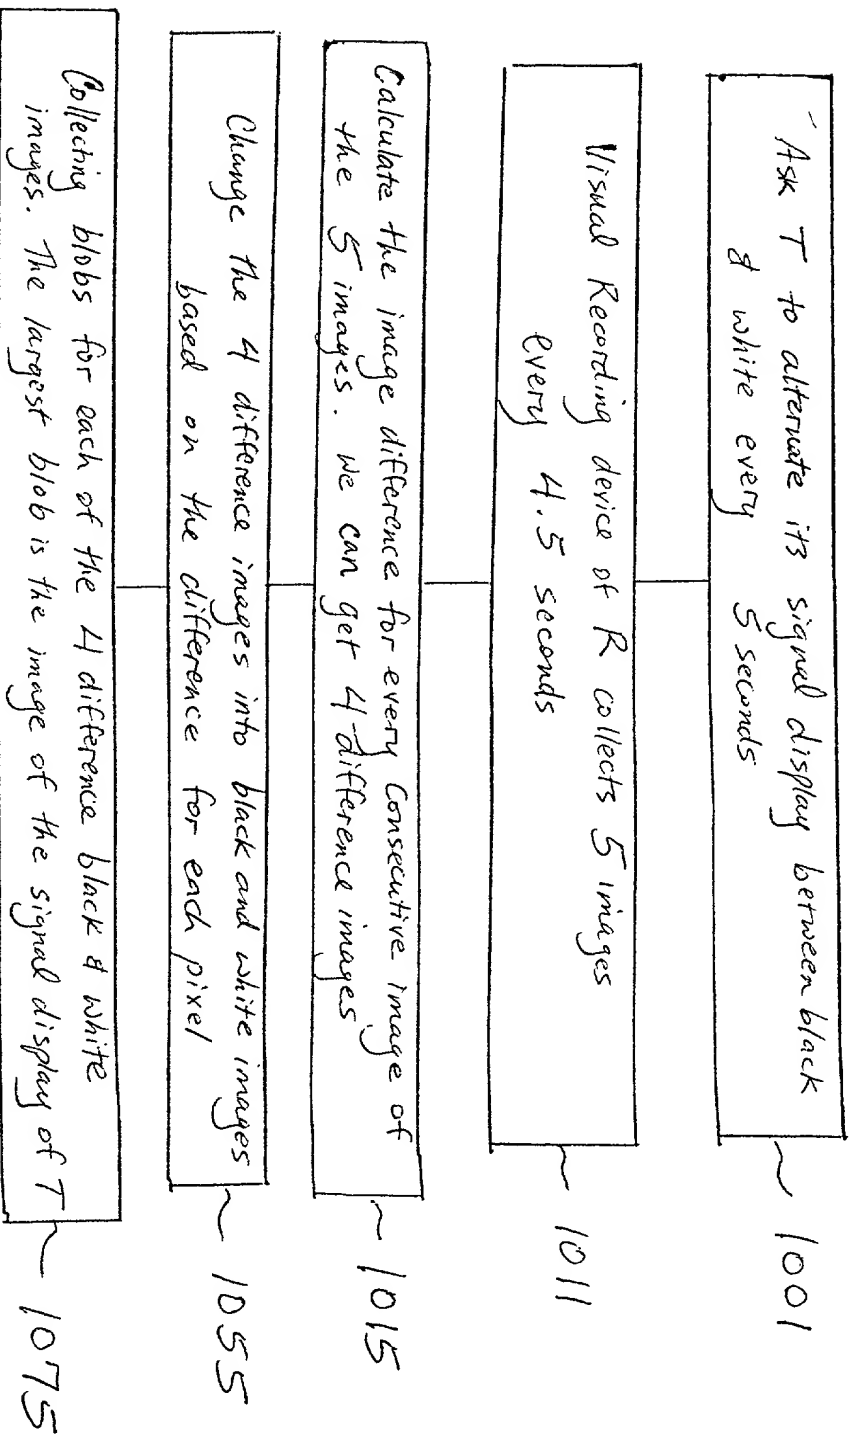 Ask T to alternate its signal display between black
& white every 5 seconds
~ 1001
Visual Recording device of R collects 5 images
every 4.5 seconds
~ 1011
Calculate the image difference for every consecutive image of
the 5 images. We can get 4 difference images
~ 1015
Change the 4 difference images into black and white images
based on the difference for each pixel
~ 1055
Collecting blobs for each of the 4 difference black & white
images. The largest blob is the image of the signal display of T
~ 1075